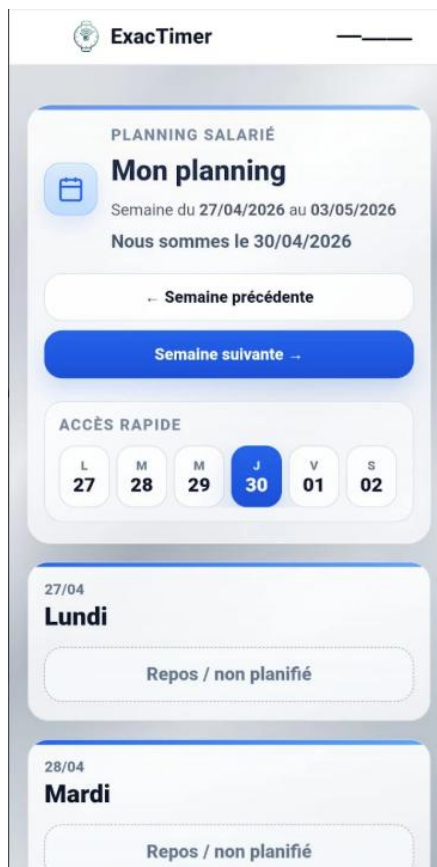 ExacTimer
PLANNING SALARIÉ
Mon planning
Semaine du 27/04/2026 au 03/05/2026
Nous sommes le 30/04/2026
← Semaine précédente
Semaine suivante →
ACCÈS RAPIDE
L M M J V S
27 28 29 30 01 02
27/04
Lundi
Repos / non planifié
28/04
Mardi
Repos / non planifié